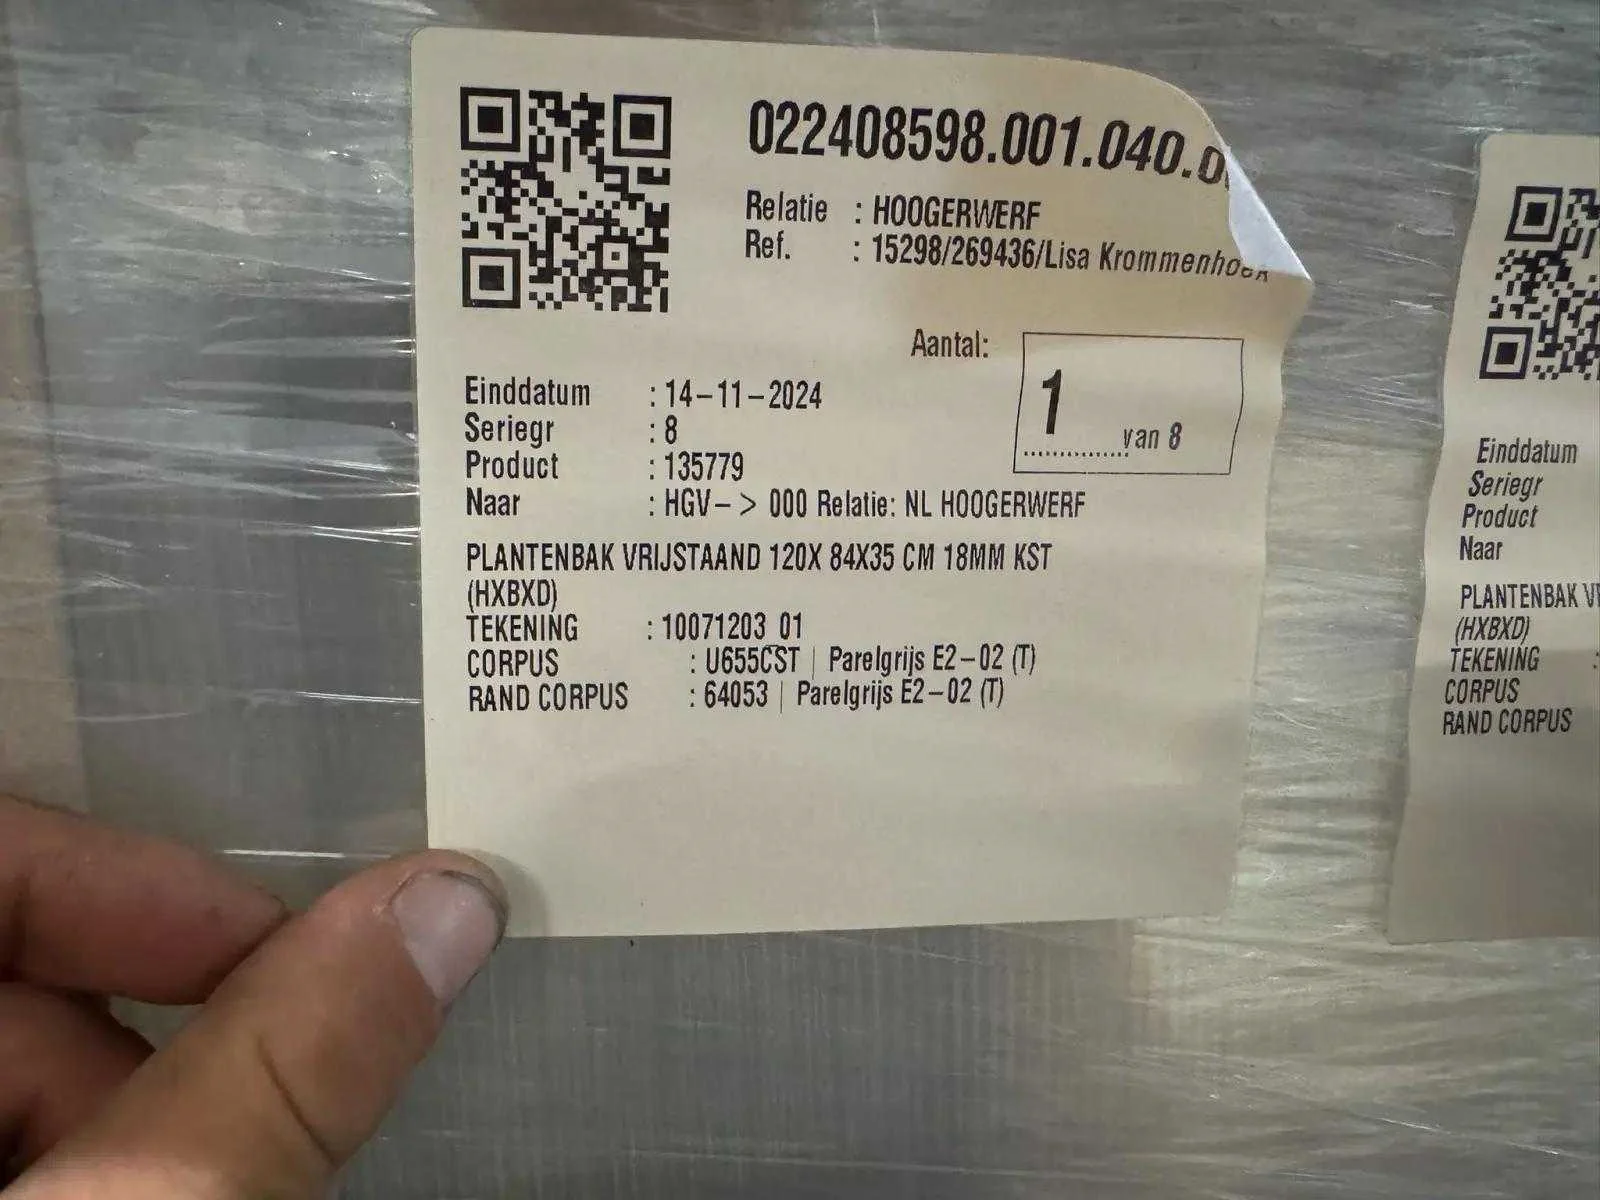 022408598.001.040.0
Relatie : HOOGERWERF
Ref. : 15298/269436/Lisa Krommenhoek
Aantal:
1 van 8
Einddatum : 14-11-2024
Seriegr : 8
Product : 135779
Naar : HGV-> 000 Relatie: NL HOOGERWERF
PLANTENBAK VRIJSTAAND 120X 84X35 CM 18MM KST
(HXBXD)
TEKENING : 10071203 01
CORPUS : U655CST | Parelgrijs E2-02 (T)
RAND CORPUS : 64053 | Parelgrijs E2-02 (T)
Einddatum
Seriegr
Product
Naar
PLANTENBAK
(HXBXD)
TEKENING :
CORPUS
RAND CORPUS